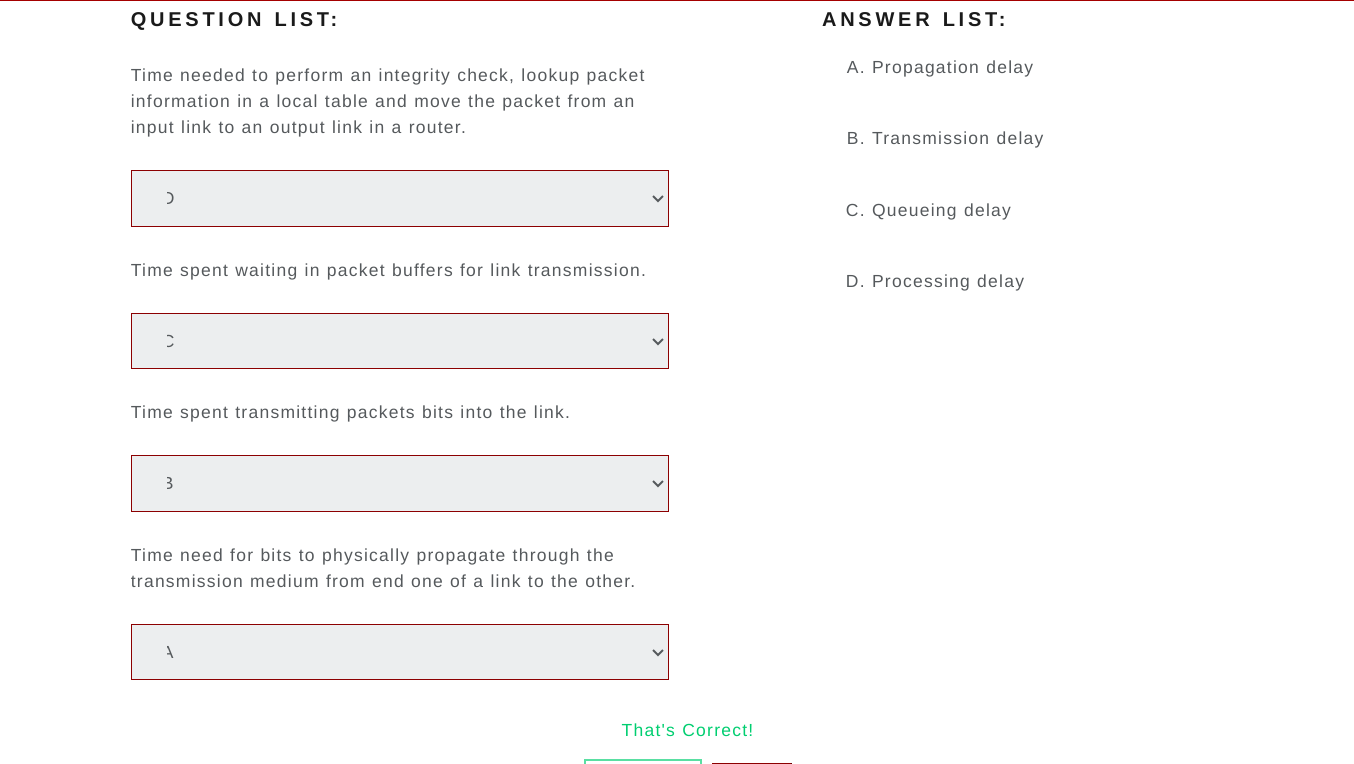 QUESTION LIST:
Time needed to perform an integrity check, lookup packet
information in a local table and move the packet from an
input link to an output link in a router.
D
Time spent waiting in packet buffers for link transmission.
C
Time spent transmitting packets bits into the link.
B
Time need for bits to physically propagate through the
transmission medium from end one of a link to the other.
A
ANSWER LIST:
A. Propagation delay
B. Transmission delay
C. Queueing delay
D. Processing delay
That's Correct!